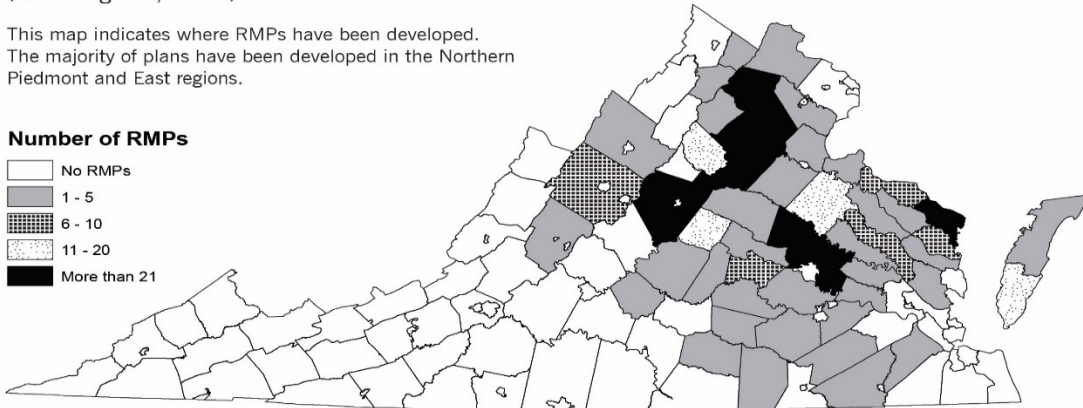 This map indicates where RMPs have been developed.
The majority of plans have been developed in the Northern
Piedmont and East regions.
Number of RMPs
No RMPs
1 - 5
6 - 10
11 - 20
More than 21